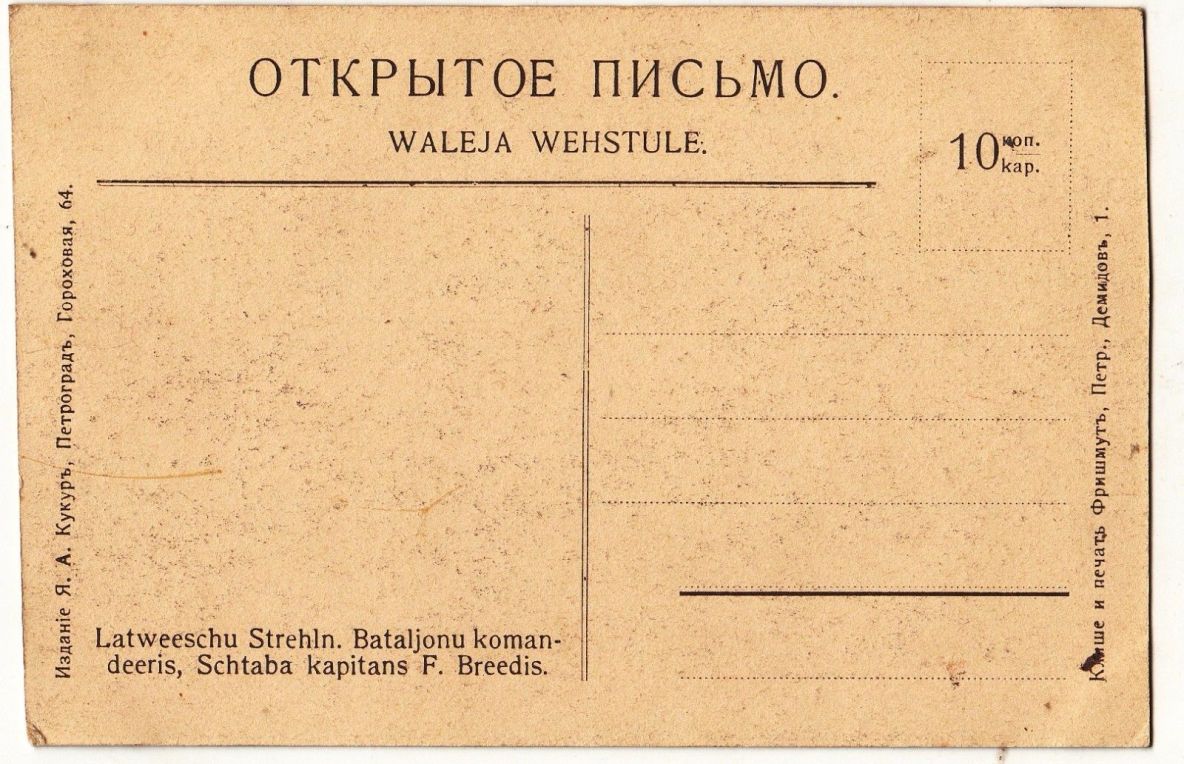 ОТКРЫТОЕ ПИСЬМО.
WALEJA WEHSTULE.
10 коп.
kap.
Изданіе Я. А. Кукуръ, Петроградъ, Гороховая, 64.
Latweeschu Strehln. Bataljonu koman-
deeris, Schtaba kapitans F. Breedis.
Клише и печать Фришмутъ, Петр., Демидовъ, 1.